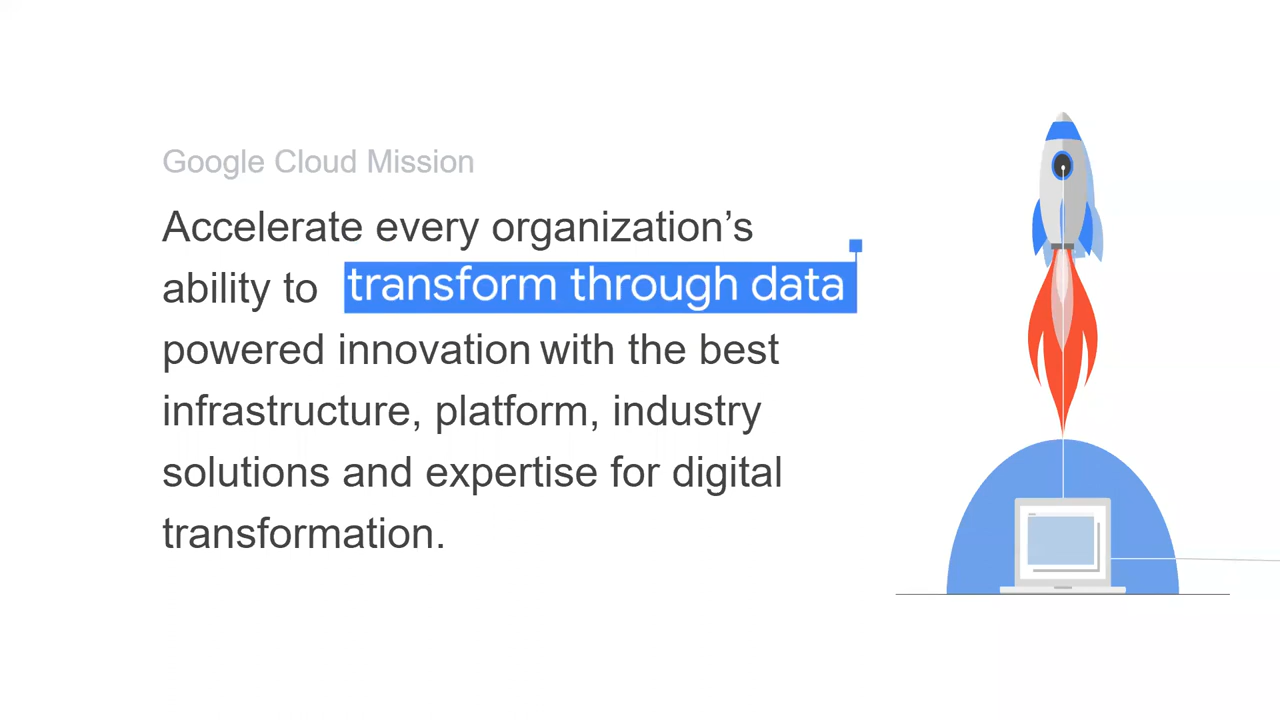 Google Cloud Mission
Accelerate every organization’s
ability to transform through data
powered innovation with the best
infrastructure, platform, industry
solutions and expertise for digital
transformation.